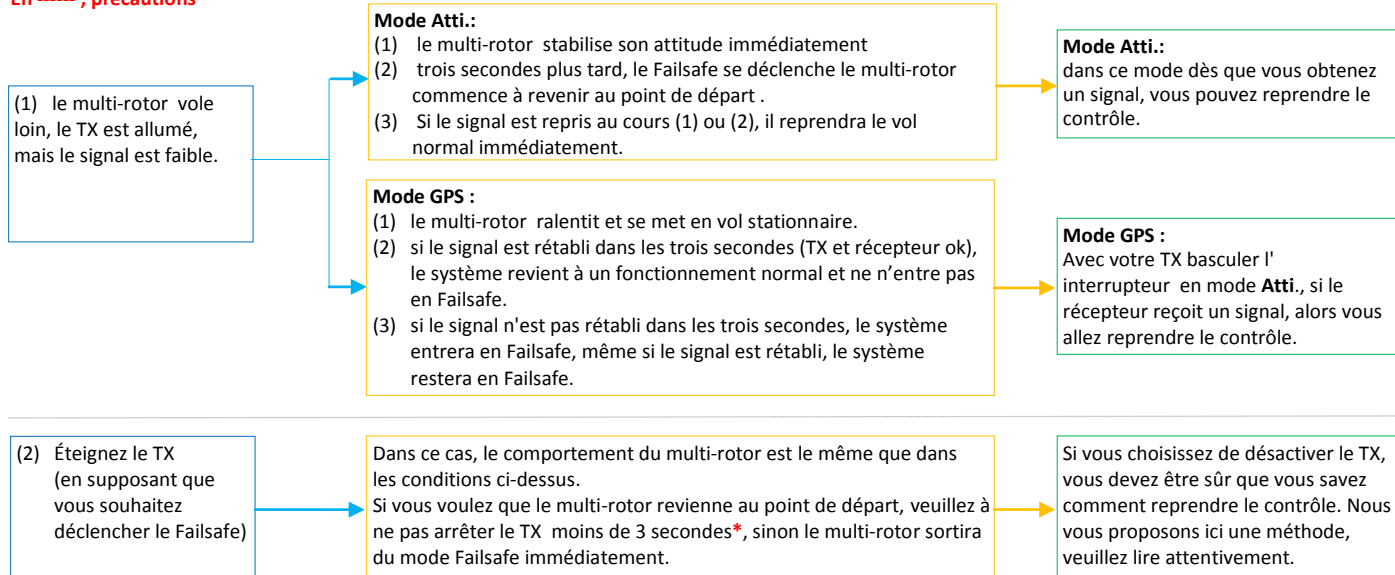 précautions
(1) le multi-rotor vole
loin, le TX est allumé,
mais le signal est faible.
Mode Atti.:
(1) le multi-rotor stabilise son attitude immédiatement
(2) trois secondes plus tard, le Failsafe se déclenche le multi-rotor
commence à revenir au point de départ .
(3) Si le signal est repris au cours (1) ou (2), il reprendra le vol
normal immédiatement.
Mode Atti.:
dans ce mode dès que vous obtenez
un signal, vous pouvez reprendre le
contrôle.
Mode GPS :
(1) le multi-rotor ralentit et se met en vol stationnaire.
(2) si le signal est rétabli dans les trois secondes (TX et récepteur ok),
le système revient à un fonctionnement normal et ne n'entre pas
en Failsafe.
(3) si le signal n'est pas rétabli dans les trois secondes, le système
entrera en Failsafe, même si le signal est rétabli, le système
restera en Failsafe.
Mode GPS :
Avec votre TX basculer l'
interrupteur en mode Atti., si le
récepteur reçoit un signal, alors vous
allez reprendre le contrôle.
(2) Éteignez le TX
(en supposant que
vous souhaitez
déclencher le Failsafe)
Dans ce cas, le comportement du multi-rotor est le même que dans
les conditions ci-dessus.
Si vous voulez que le multi-rotor revienne au point de départ, veuillez à
ne pas arrêter le TX moins de 3 secondes*, sinon le multi-rotor sortira
du mode Failsafe immédiatement.
Si vous choisissez de désactiver le TX,
vous devez être sûr que vous savez
comment reprendre le contrôle. Nous
vous proposons ici une méthode,
veuillez lire attentivement.